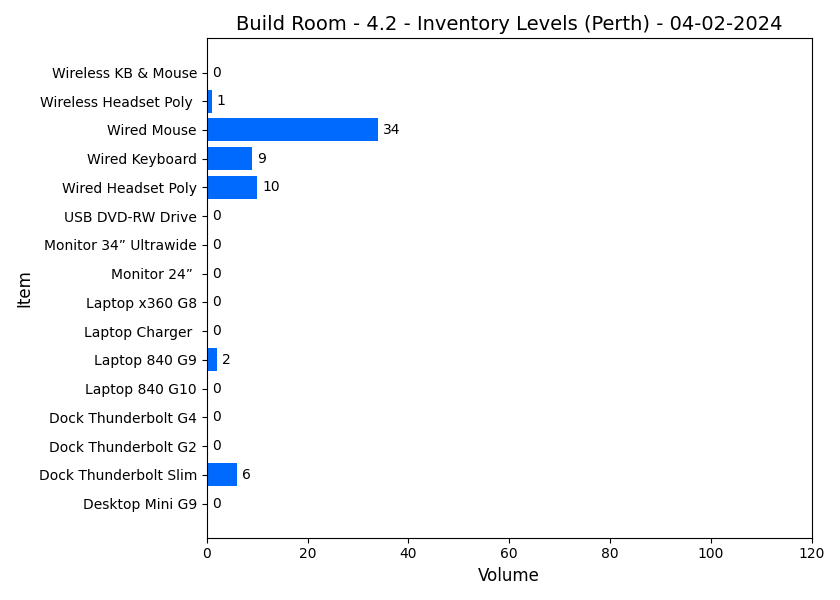 Build Room - 4.2 - Inventory Levels (Perth) - 04-02-2024
Wireless KB & Mouse 0
Wireless Headset Poly 1
Wired Mouse 34
Wired Keyboard 9
Wired Headset Poly 10
USB DVD-RW Drive 0
Monitor 34” Ultrawide 0
Monitor 24” 0
Laptop x360 G8 0
Laptop Charger 0
Laptop 840 G9 2
Laptop 840 G10 0
Dock Thunderbolt G4 0
Dock Thunderbolt G2 0
Dock Thunderbolt Slim 6
Desktop Mini G9 0
Item
0 20 40 60 80 100 120
Volume